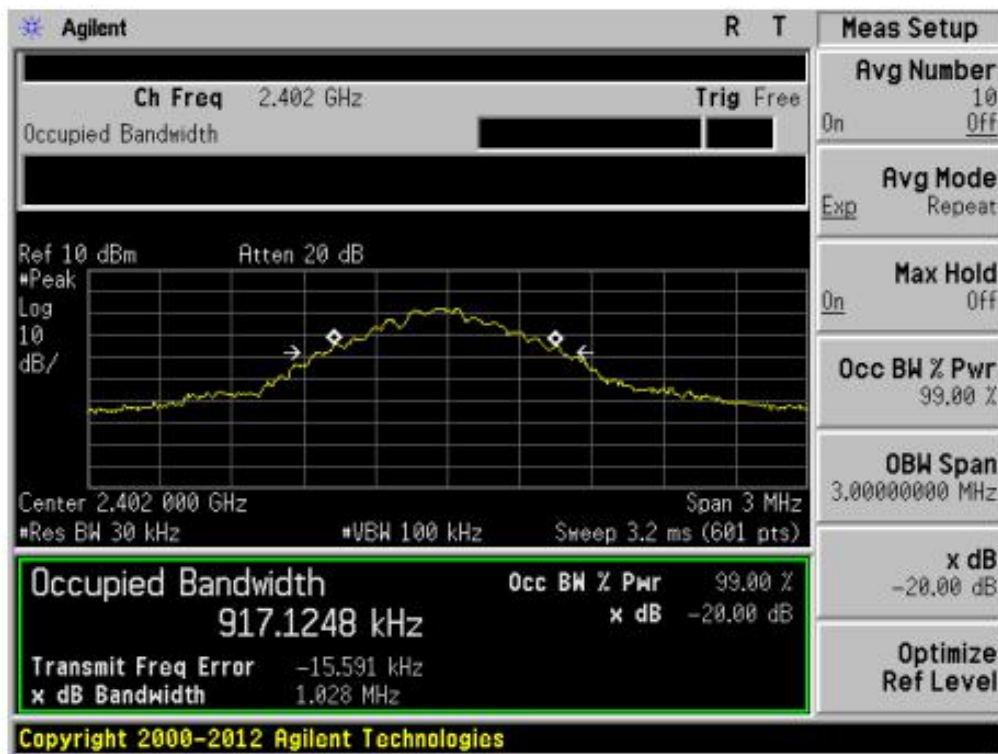 Agilent R T
Ch Freq 2.402 GHz Trig Free
Occupied Bandwidth
Ref 10 dBm Atten 20 dB
#Peak
Log
10
dB/
Center 2.402 000 GHz Span 3 MHz
#Res BW 30 kHz #VBW 100 kHz Sweep 3.2 ms (601 pts)
Occupied Bandwidth
917.1248 kHz
Occ BW % Pwr 99.00 %
x dB -20.00 dB
Transmit Freq Error -15.591 kHz
x dB Bandwidth 1.028 MHz
Copyright 2000-2012 Agilent Technologies
Meas Setup
Avg Number
10
On Off
Avg Mode
Exp Repeat
Max Hold
On Off
Occ BW % Pwr
99.00 %
OBW Span
3.00000000 MHz
x dB
-20.00 dB
Optimize
Ref Level